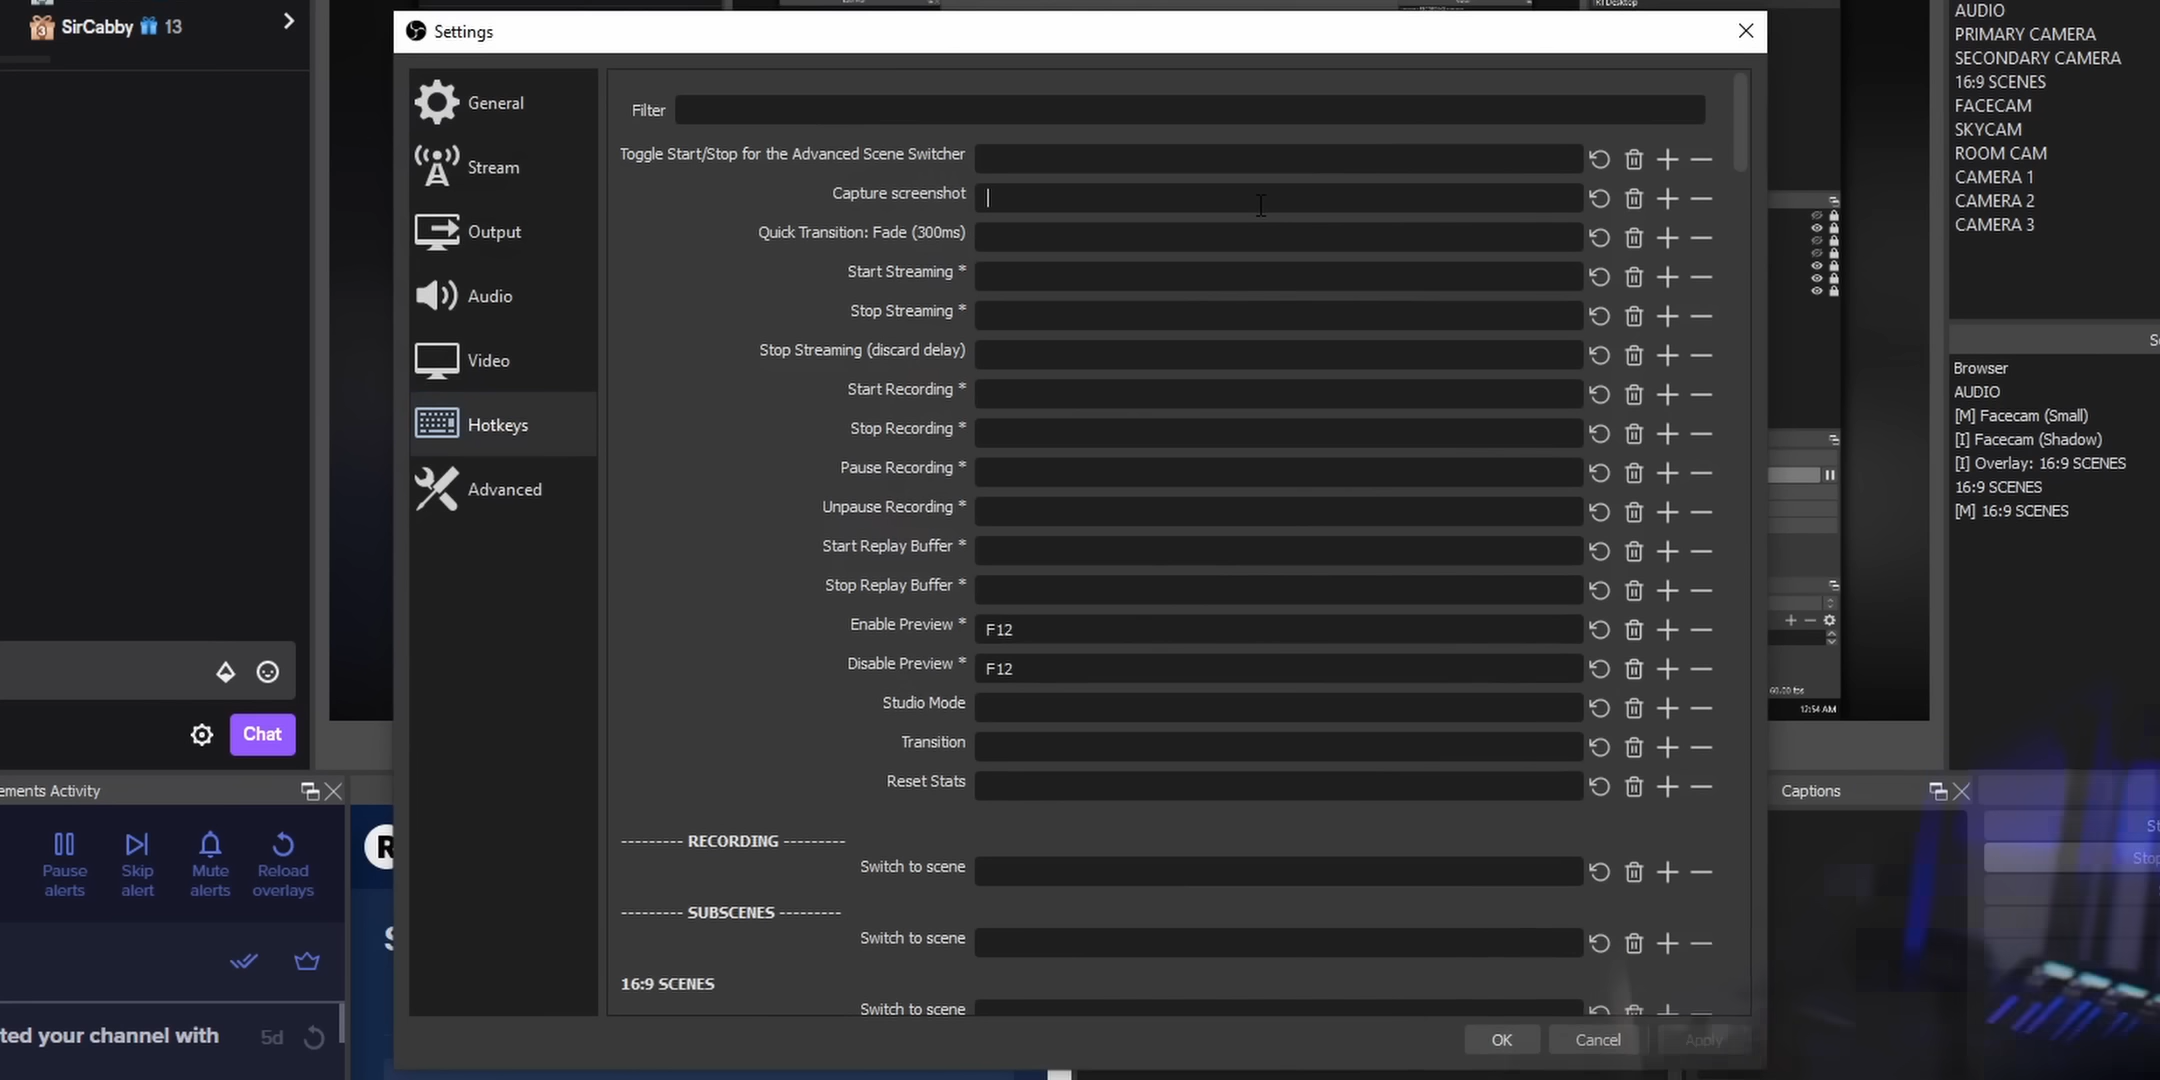 SirCabby 13
Settings
General
Stream
Output
Audio
Video
Hotkeys
Advanced
Filter
Toggle Start/Stop for the Advanced Scene Switcher
Capture screenshot
Quick Transition: Fade (300ms)
Start Streaming *
Stop Streaming *
Stop Streaming (discard delay)
Start Recording *
Stop Recording *
Pause Recording *
Unpause Recording *
Start Replay Buffer *
Stop Replay Buffer *
Enable Preview * F12
Disable Preview * F12
Studio Mode
Transition
Reset Stats
--------- RECORDING ---------
Switch to scene
--------- SUBSCENES ---------
Switch to scene
16:9 SCENES
Switch to scene
OK Cancel Apply
AUDIO
PRIMARY CAMERA
SECONDARY CAMERA
16:9 SCENES
FACECAM
SKYCAM
ROOM CAM
CAMERA 1
CAMERA 2
CAMERA 3
Browser
AUDIO
[M] Facecam (Small)
[I] Facecam (Shadow)
[I] Overlay: 16:9 SCENES
16:9 SCENES
[M] 16:9 SCENES
60.00 fps
12:54 AM
Captions
Chat
ements Activity
Pause alerts
Skip alert
Mute alerts
Reload overlays
ted your channel with 5d